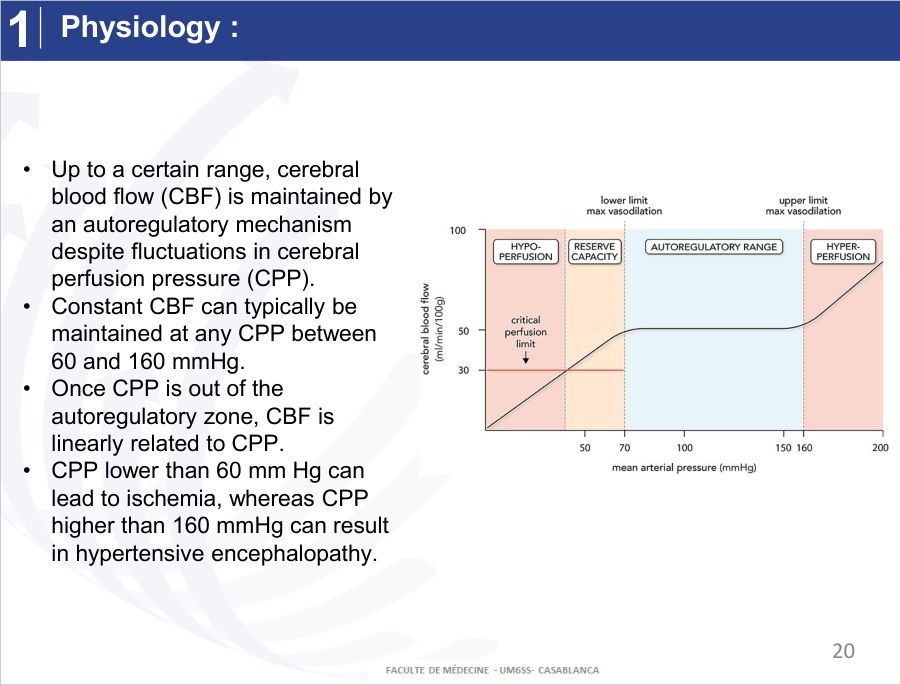 1
Physiology :
• Up to a certain range, cerebral
blood flow (CBF) is maintained by
an autoregulatory mechanism
despite fluctuations in cerebral
perfusion pressure (CPP).
• Constant CBF can typically be
maintained at any CPP between
60 and 160 mmHg.
• Once CPP is out of the
autoregulatory zone, CBF is
linearly related to CPP.
• CPP lower than 60 mm Hg can
lead to ischemia, whereas CPP
higher than 160 mmHg can result
in hypertensive encephalopathy.
lower limit
max vasodilation
upper limit
max vasodilation
100
50
30
cerebral blood flow
(ml/min/100g)
HYPO-
PERFUSION
RESERVE
CAPACITY
AUTOREGULATORY RANGE
HYPER-
PERFUSION
critical
perfusion
limit
50 70 100 150 160 200
mean arterial pressure (mmHg)
20
FACULTE DE MÉDECINE - UM6SS- CASABLANCA